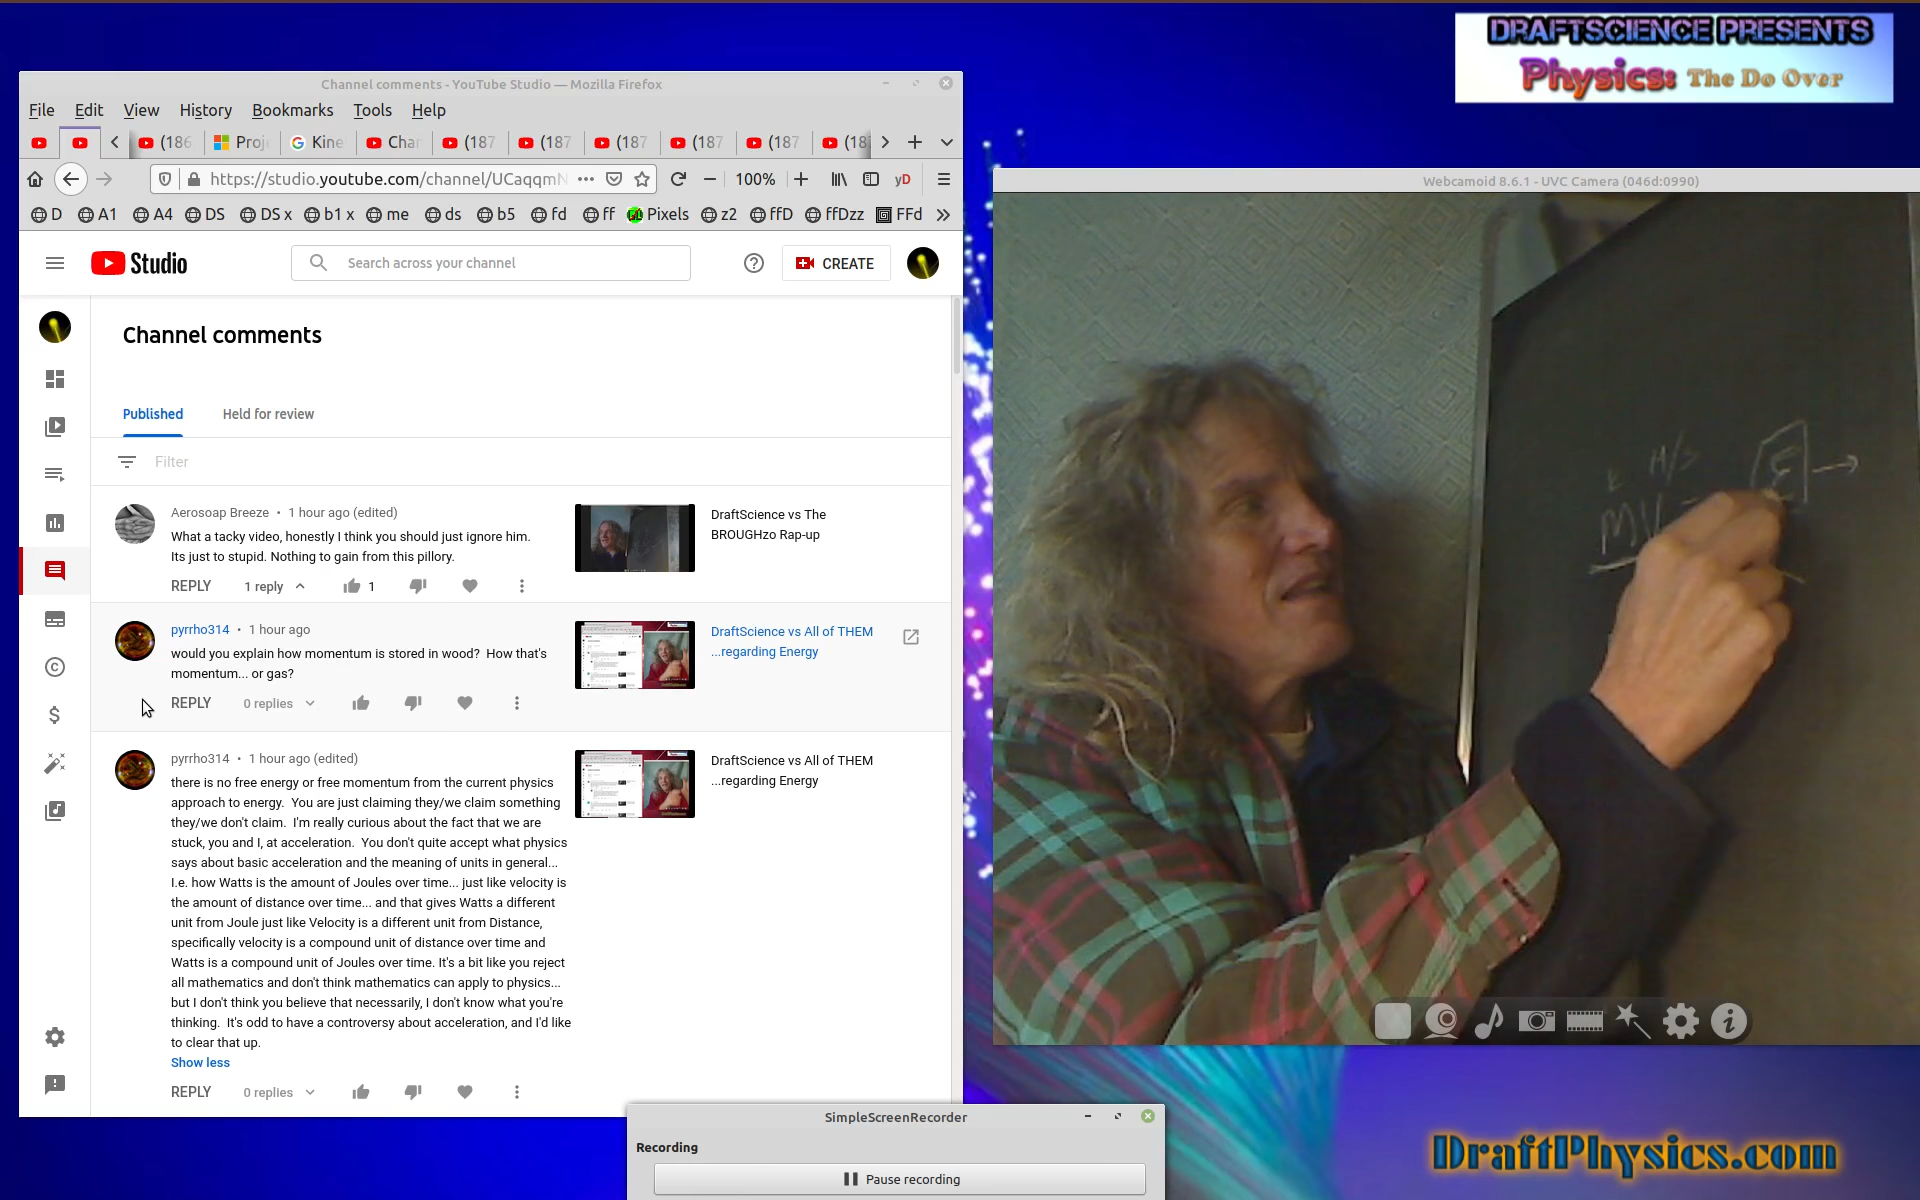 DRAFTSCIENCE PRESENTS
Physics: The Do Over
Channel comments - YouTube Studio — Mozilla Firefox
File Edit View History Bookmarks Tools Help
(186 Proj Kine Chan (187 (187 (187 (187 (187 (18
https://studio.youtube.com/channel/UCaqqmN 100% yD
D A1 A4 DS DS x b1 x me ds b5 fd ff Pixels z2 ffD ffDzz FFd
Webcamoid 8.6.1 - UVC Camera (046d:0990)
Studio
Search across your channel
CREATE
Channel comments
Published Held for review
Filter
Aerosoap Breeze • 1 hour ago (edited)
What a tacky video, honestly I think you should just ignore him.
Its just to stupid. Nothing to gain from this pillory.
REPLY 1 reply 1
DraftScience vs The
BROUGHzo Rap-up
pyrrho314 • 1 hour ago
would you explain how momentum is stored in wood?  How that's
momentum... or gas?
REPLY 0 replies
DraftScience vs All of THEM
...regarding Energy
pyrrho314 • 1 hour ago (edited)
there is no free energy or free momentum from the current physics
approach to energy.  You are just claiming they/we claim something
they/we don't claim.  I'm really curious about the fact that we are
stuck, you and I, at acceleration.  You don't quite accept what physics
says about basic acceleration and the meaning of units in general...
I.e. how Watts is the amount of Joules over time... just like velocity is
the amount of distance over time... and that gives Watts a different
unit from Joule just like Velocity is a different unit from Distance,
specifically velocity is a compound unit of distance over time and
Watts is a compound unit of Joules over time. It's a bit like you reject
all mathematics and don't think mathematics can apply to physics...
but I don't think you believe that necessarily, I don't know what you're
thinking.  It's odd to have a controversy about acceleration, and I'd like
to clear that up.
Show less
REPLY 0 replies
DraftScience vs All of THEM
...regarding Energy
M/s
MV
SimpleScreenRecorder
Recording
Pause recording
DraftPhysics.com